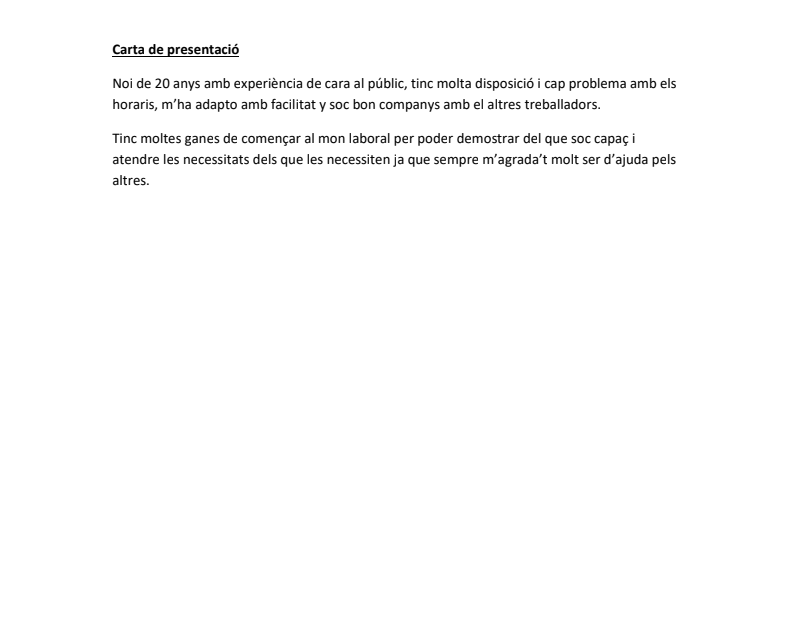 Carta de presentació
Noi de 20 anys amb experiència de cara al públic, tinc molta disposició i cap problema amb els
horaris, m’ha adapto amb facilitat y soc bon companys amb el altres treballadors.
Tinc moltes ganes de començar al mon laboral per poder demostrar del que soc capaç i
atendre les necessitats dels que les necessiten ja que sempre m’agrada’t molt ser d’ajuda pels
altres.